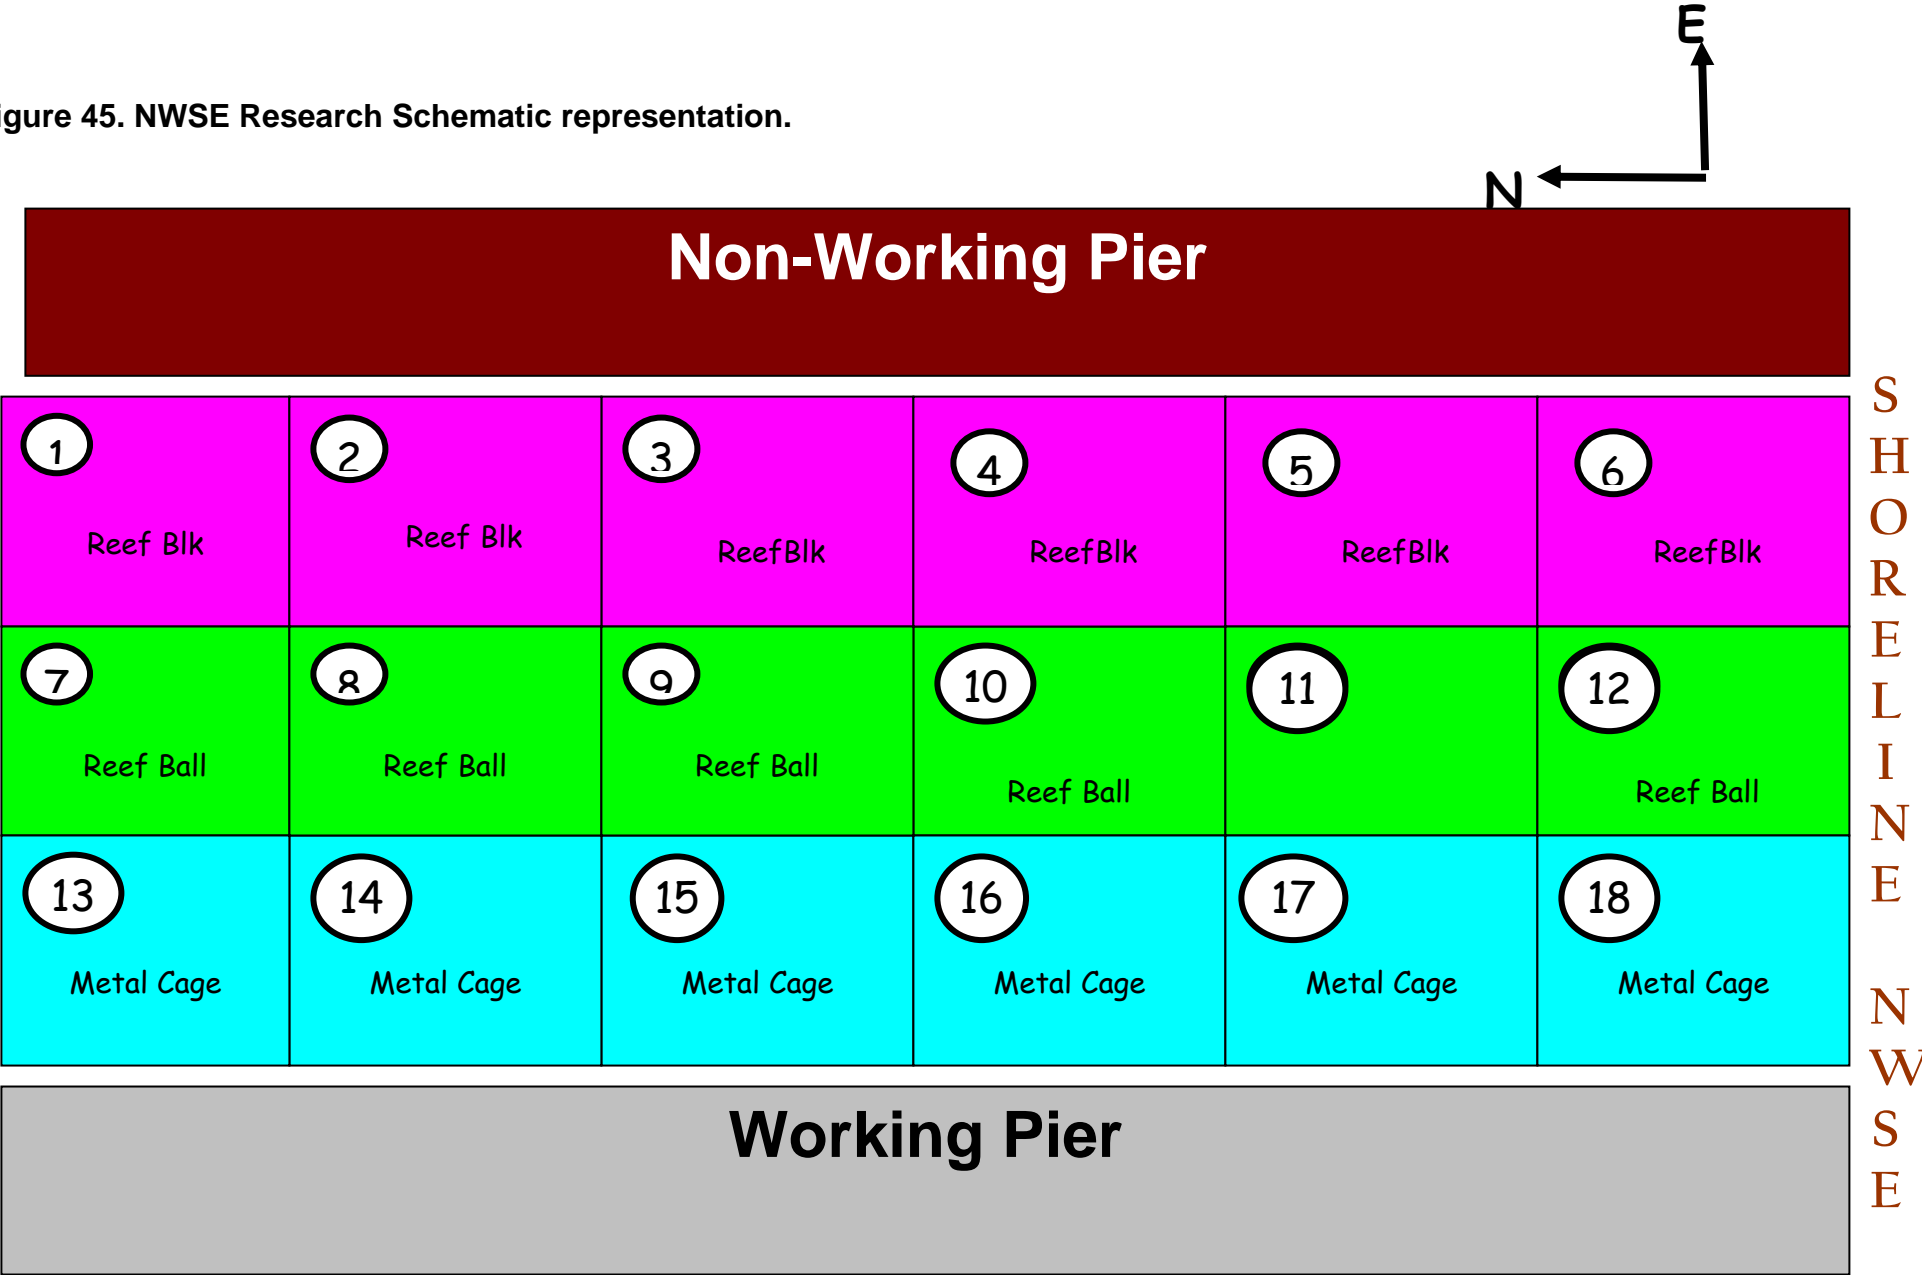 E
igure 45. NWSE Research Schematic representation.
N
Non-Working Pier
1
2
3
4
5
6
Reef Blk
Reef Blk
ReefBlk
ReefBlk
ReefBlk
ReefBlk
7
8
9
10
11
12
Reef Ball
Reef Ball
Reef Ball
Reef Ball
Reef Ball
13
14
15
16
17
18
Metal Cage
Metal Cage
Metal Cage
Metal Cage
Metal Cage
Metal Cage
Working Pier
SHORELINE NWSE